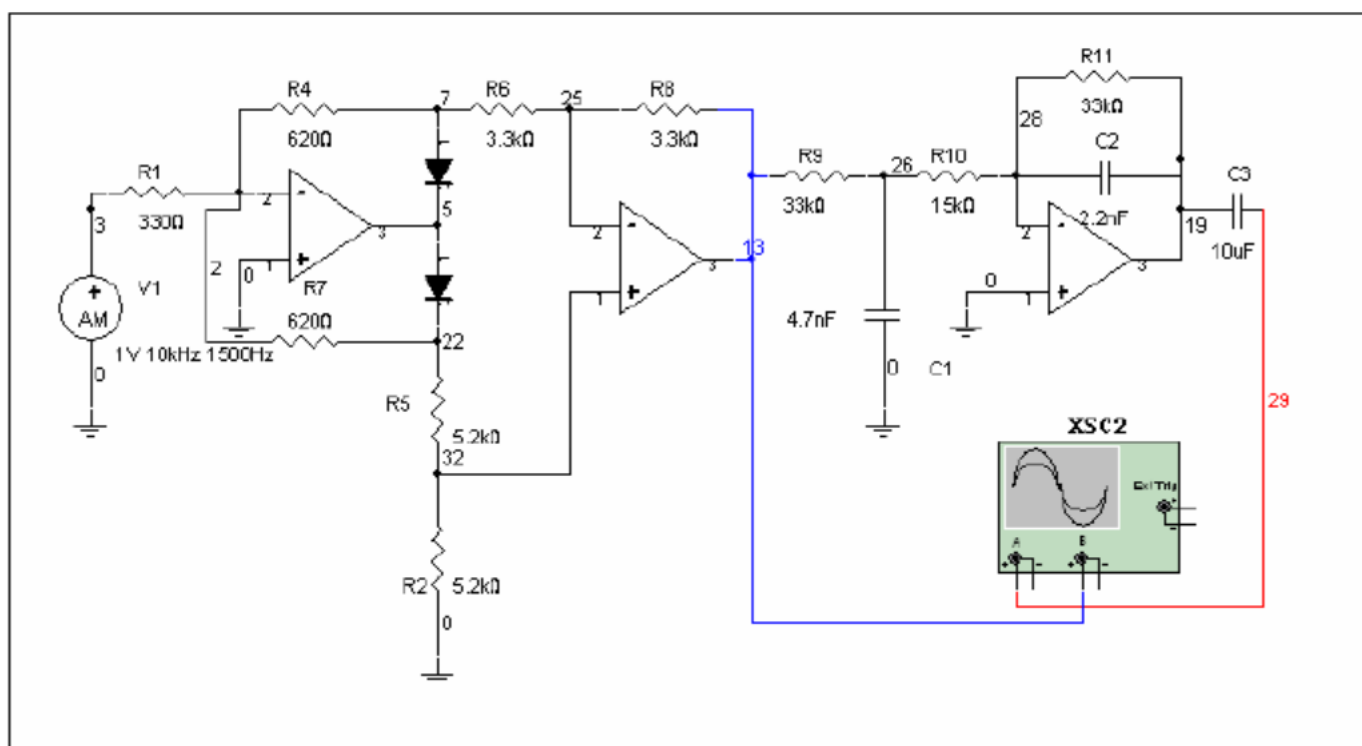 R11
33kΩ
28
C2
2.2nF
R4
620Ω
7
R6
3.3kΩ
25
R8
3.3kΩ
R1
330Ω
3
2
-
3
5
+
1
0
R7
620Ω
2
V1
AM
+
1V 10kHz 1500Hz
0
22
R5
5.2kΩ
32
R2
5.2kΩ
0
2
-
3
+
1
13
R9
33kΩ
26
R10
15kΩ
4.7nF
0
C1
2
-
3
+
1
0
19
C3
10uF
29
XSC2
Ext Trig
+
-
A
B
+
-
+
-